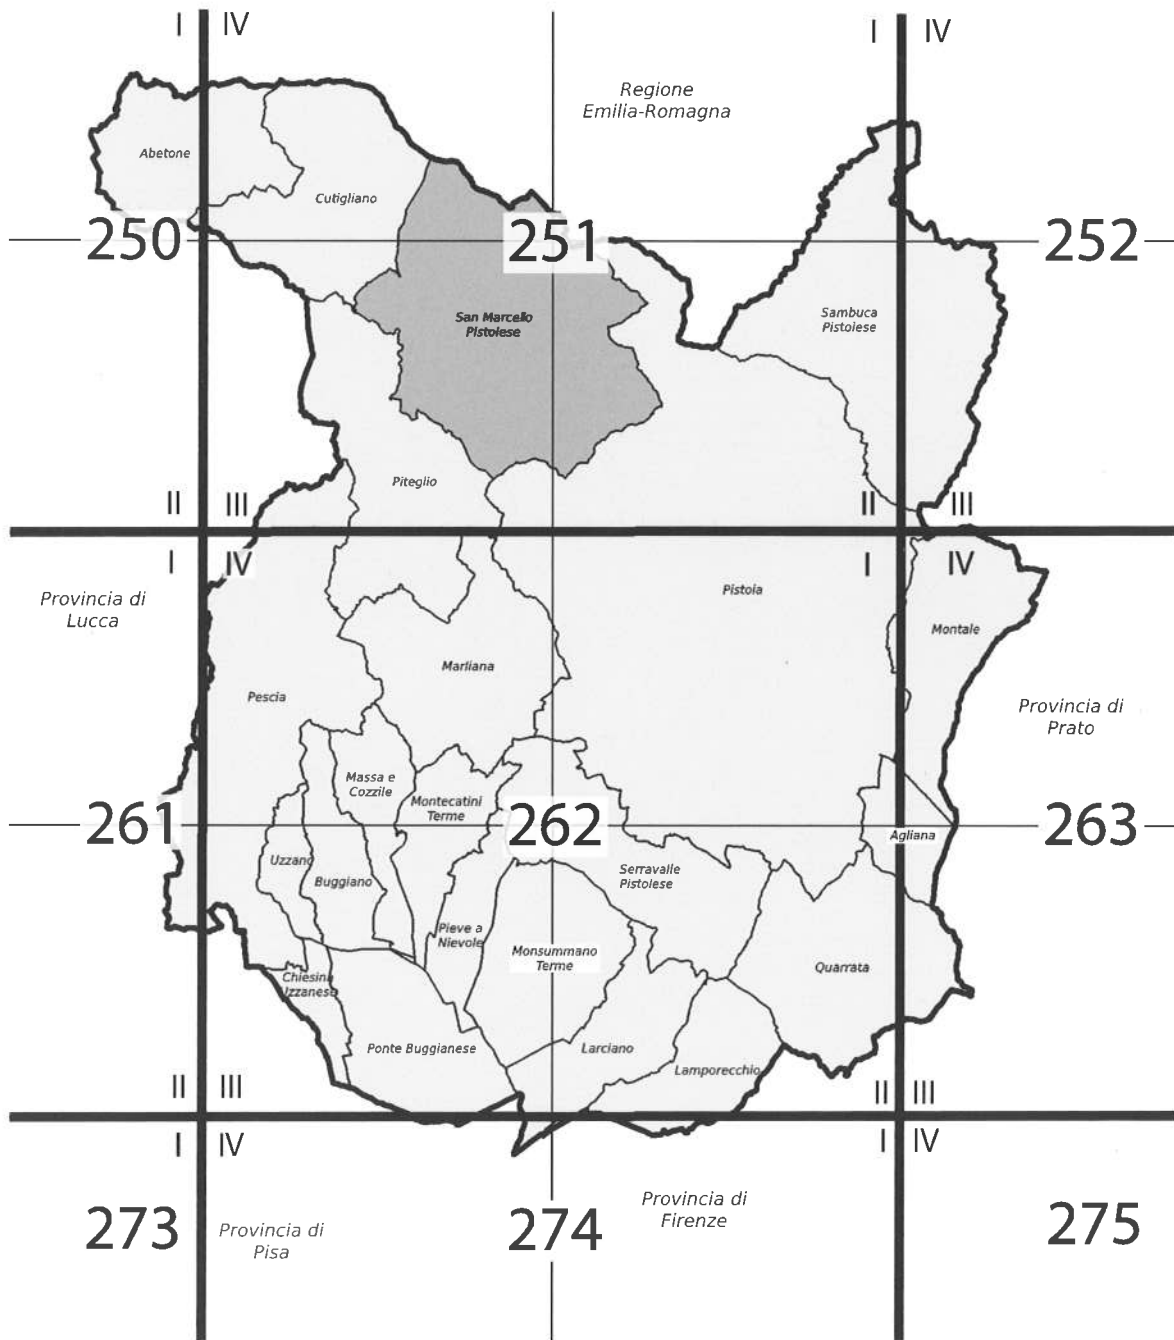 I IV
I IV
Regione
Emilia-Romagna
Abetone
Cutigliano
250
251
252
San Marcello
Pistoiese
Sambuca
Pistoiese
Piteglio
II III
II III
I IV
I IV
Provincia di
Lucca
Pistoia
Montale
Marliana
Pescia
Provincia di
Prato
Massa e
Cozzile
Montecatini
Terme
261
262
263
Agliana
Uzzano
Buggiano
Serravalle
Pistoiese
Pieve a
Nievole
Monsummano
Terme
Quarrata
Chiesina
Uzzanese
Ponte Buggianese
Larciano
Lamporecchio
II III
II III
I IV
I IV
273
Provincia di
Pisa
274
Provincia di
Firenze
275